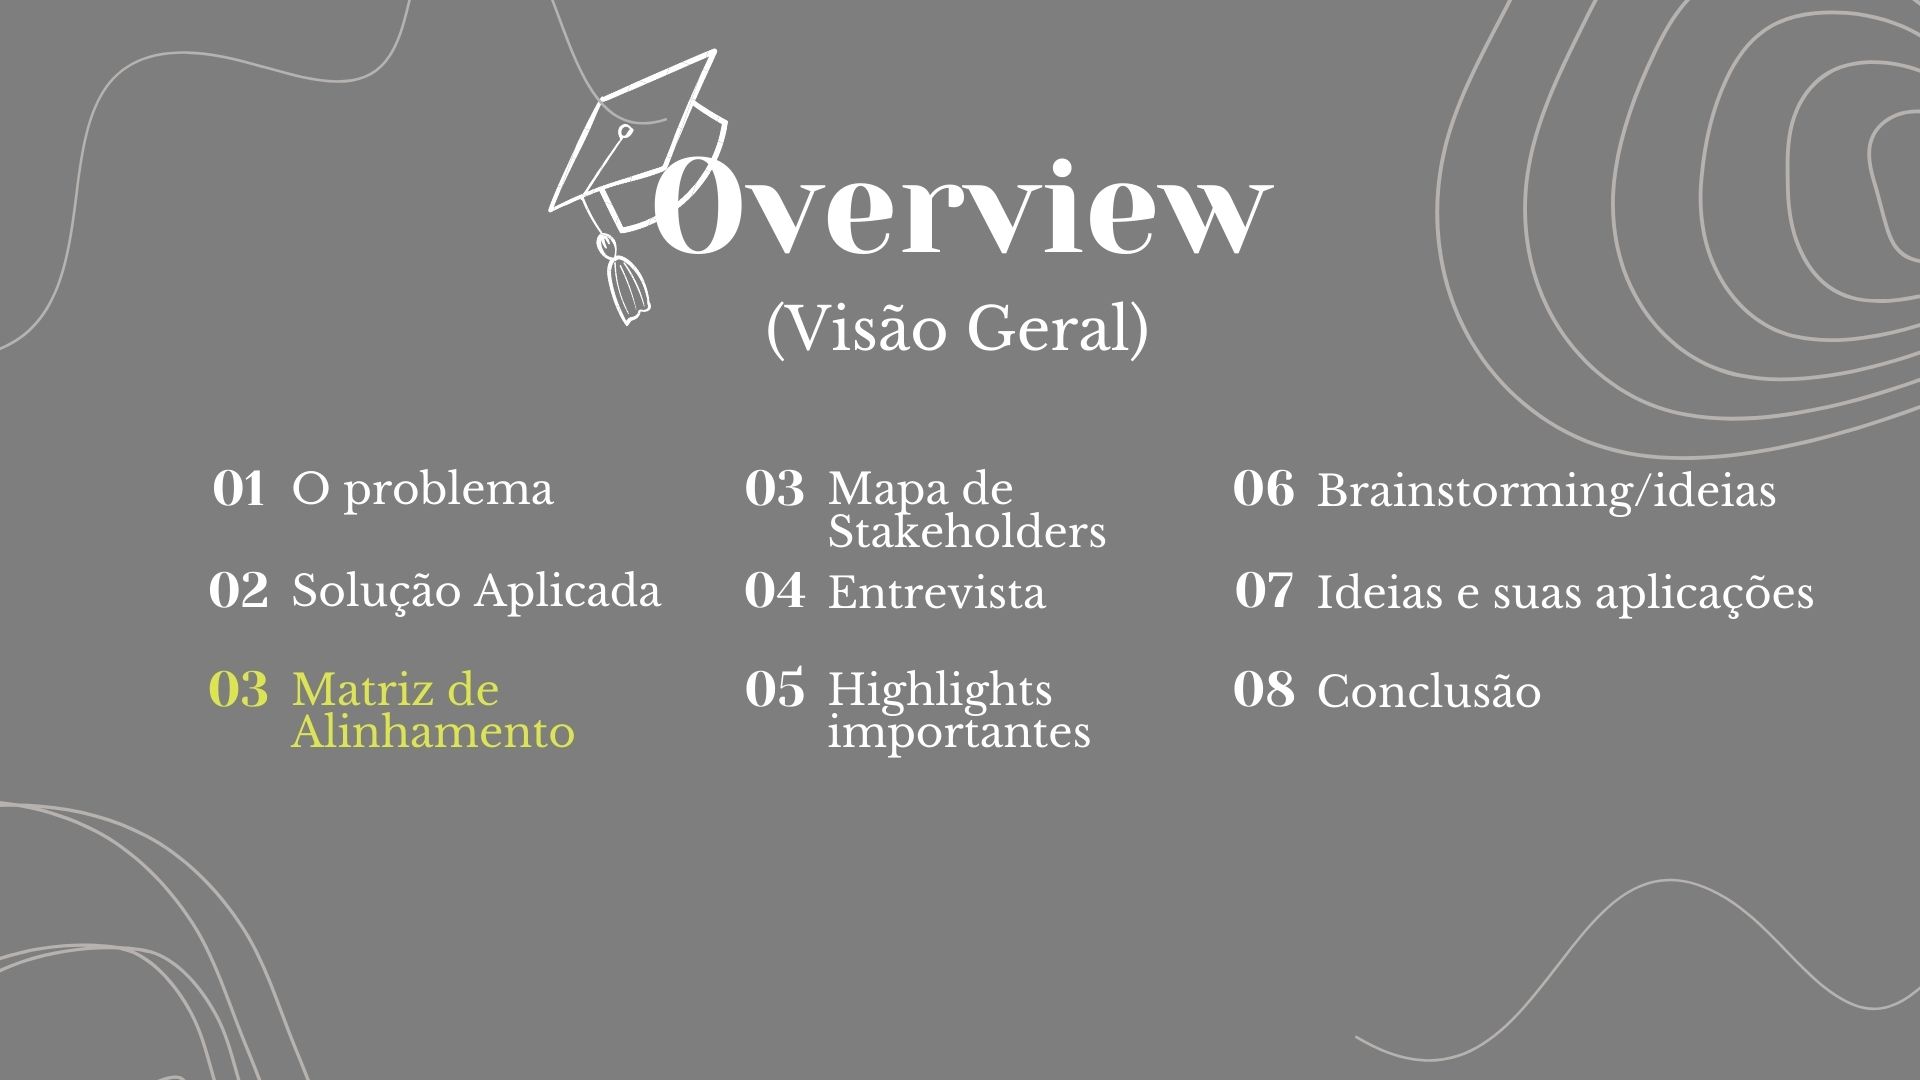 Overview
(Visão Geral)
01 O problema
02 Solução Aplicada
03 Matriz de
Alinhamento
03 Mapa de
Stakeholders
04 Entrevista
05 Highlights
importantes
06 Brainstorming/ideias
07 Ideias e suas aplicações
08 Conclusão